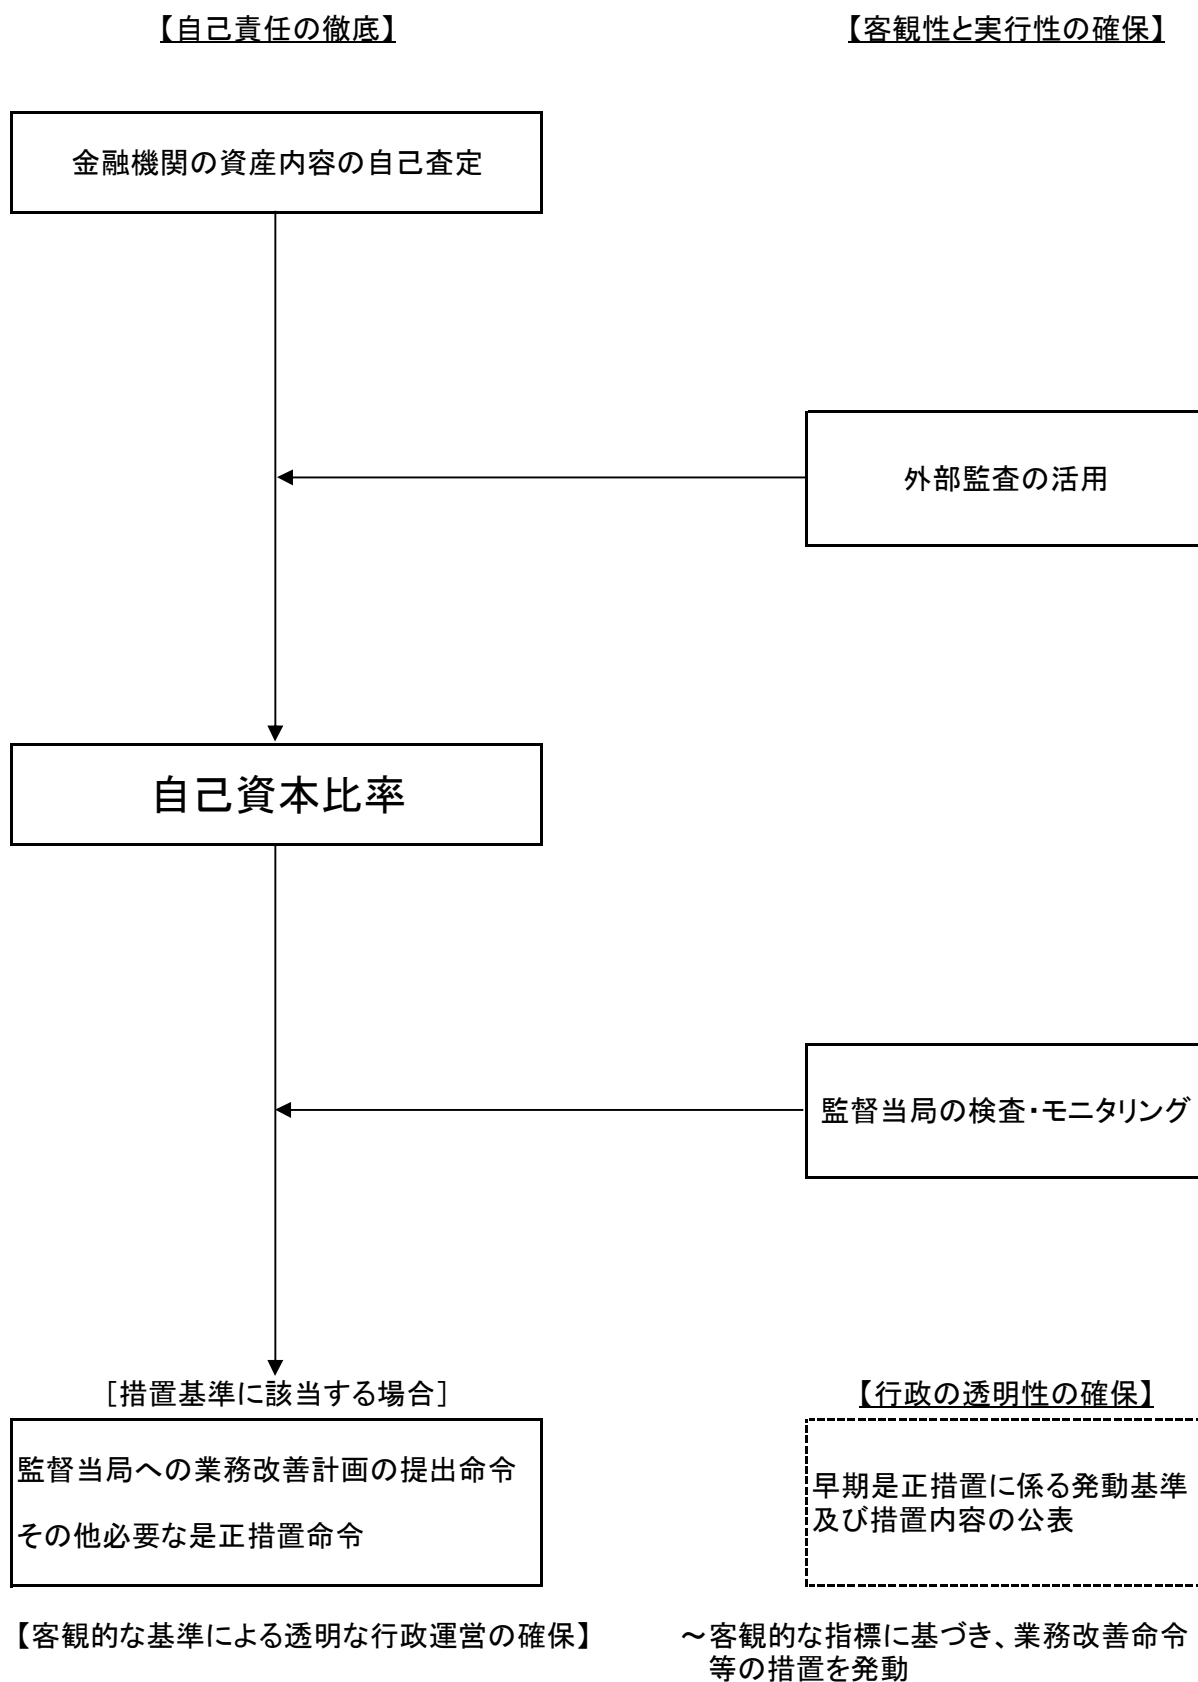 【自己責任の徹底】
【客観性と実行性の確保】
金融機関の資産内容の自己査定
外部監査の活用
自己資本比率
監督当局の検査・モニタリング
［措置基準に該当する場合］
【行政の透明性の確保】
監督当局への業務改善計画の提出命令
その他必要な是正措置命令
早期是正措置に係る発動基準
及び措置内容の公表
【客観的な基準による透明な行政運営の確保】
～客観的な指標に基づき、業務改善命令
等の措置を発動